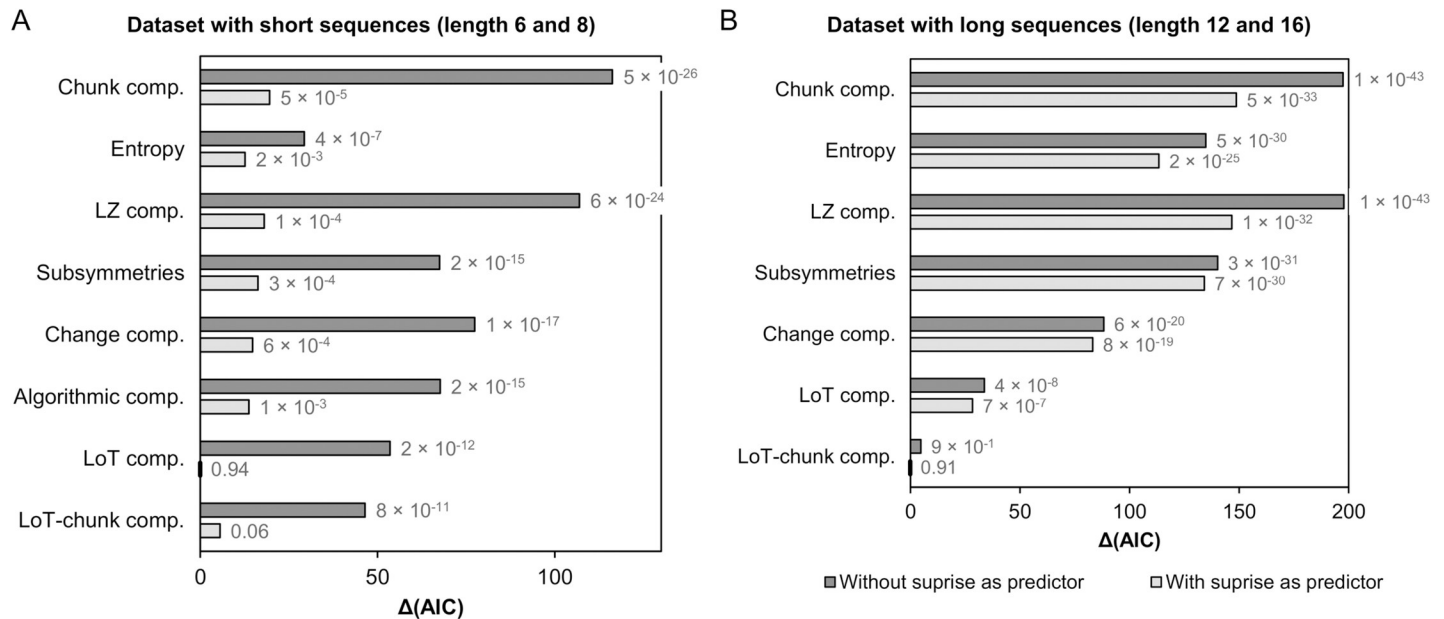 A
Dataset with short sequences (length 6 and 8)
Chunk comp.
5 × 10⁻²⁶
5 × 10⁻⁵
Entropy
4 × 10⁻⁷
2 × 10⁻³
LZ comp.
6 × 10⁻²⁴
1 × 10⁻⁴
Subsymmetries
2 × 10⁻¹⁵
3 × 10⁻⁴
Change comp.
1 × 10⁻¹⁷
6 × 10⁻⁴
Algorithmic comp.
2 × 10⁻¹⁵
1 × 10⁻³
LoT comp.
2 × 10⁻¹²
0.94
LoT-chunk comp.
8 × 10⁻¹¹
0.06
0 50 100
Δ(AIC)
B
Dataset with long sequences (length 12 and 16)
Chunk comp.
1 × 10⁻⁴³
5 × 10⁻³³
Entropy
5 × 10⁻³⁰
2 × 10⁻²⁵
LZ comp.
1 × 10⁻⁴³
1 × 10⁻³²
Subsymmetries
3 × 10⁻³¹
7 × 10⁻³⁰
Change comp.
6 × 10⁻²⁰
8 × 10⁻¹⁹
LoT comp.
4 × 10⁻⁸
7 × 10⁻⁷
LoT-chunk comp.
9 × 10⁻¹
0.91
0 50 100 150 200
Δ(AIC)
Without suprise as predictor
With suprise as predictor